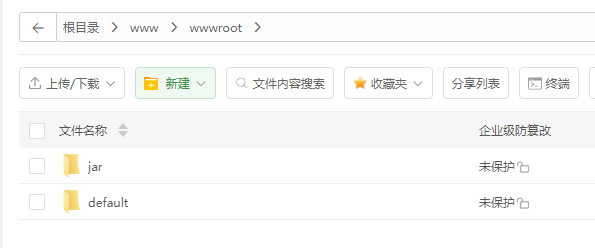 根目录 > www > wwwroot >
上传/下载 新建 文件内容搜索 收藏夹 分享列表 终端
文件名称 企业级防篡改
jar 未保护
default 未保护